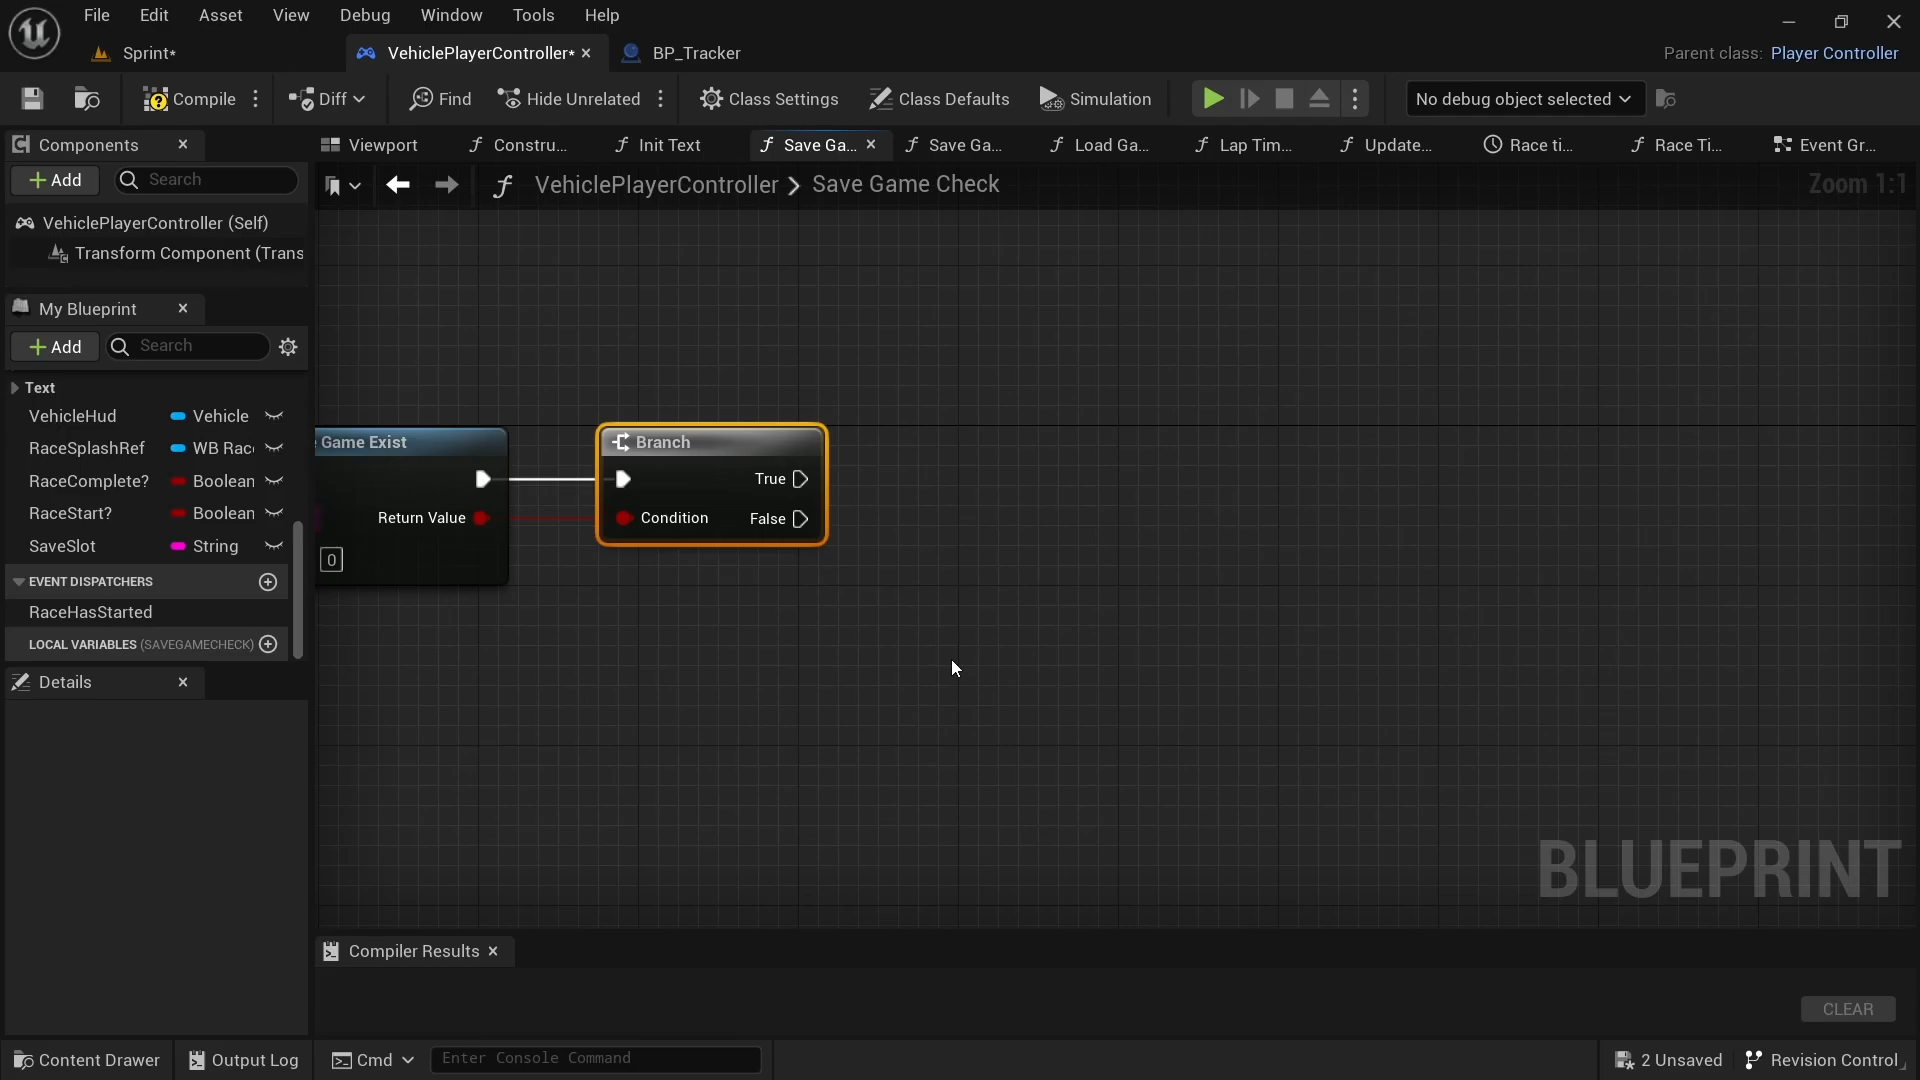 File Edit Asset View Debug Window Tools Help
Sprint* VehiclePlayerController* BP_Tracker Parent class: Player Controller
Compile Diff Find Hide Unrelated Class Settings Class Defaults Simulation No debug object selected
Components Viewport Constru... Init Text Save Ga... Save Ga... Load Ga... Lap Tim... Update... Race ti... Race Ti... Event Gr...
Add Search VehiclePlayerController Save Game Check Zoom 1:1
VehiclePlayerController (Self)
Transform Component (Trans
My Blueprint
Add Search
Text
VehicleHud Vehicle
RaceSplashRef WB Rac
RaceComplete? Boolean
RaceStart? Boolean
SaveSlot String
EVENT DISPATCHERS
RaceHasStarted
LOCAL VARIABLES (SAVEGAMECHECK)
Details
Game Exist
Return Value
0
Branch
True
Condition False
BLUEPRINT
Compiler Results
CLEAR
Content Drawer Output Log Cmd Enter Console Command 2 Unsaved Revision Control